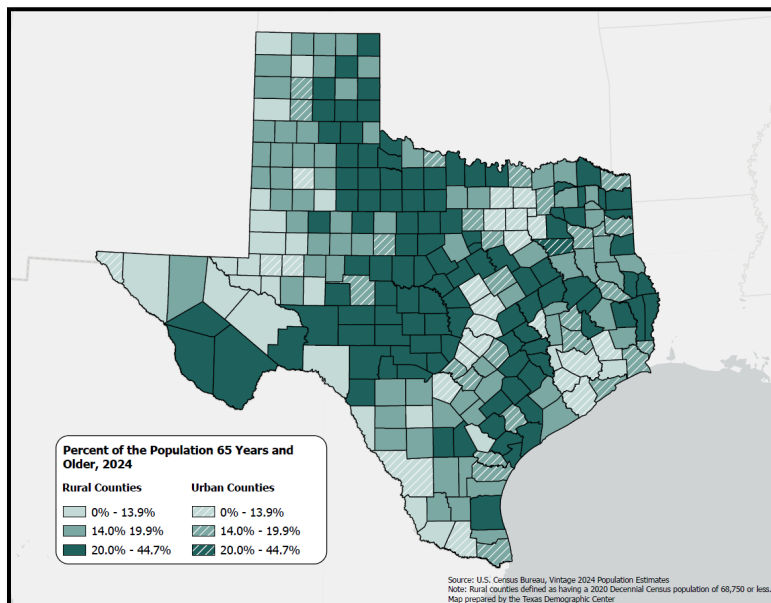 Percent of the Population 65 Years and
Older, 2024
Rural Counties
Urban Counties
0% - 13.9%
0% - 13.9%
14.0% 19.9%
14.0% - 19.9%
20.0% - 44.7%
20.0% - 44.7%
Source: U.S. Census Bureau, Vintage 2024 Population Estimates
Note: Rural counties defined as having a 2020 Decennial Census population of 68,750 or less.
Map prepared by the Texas Demographic Center